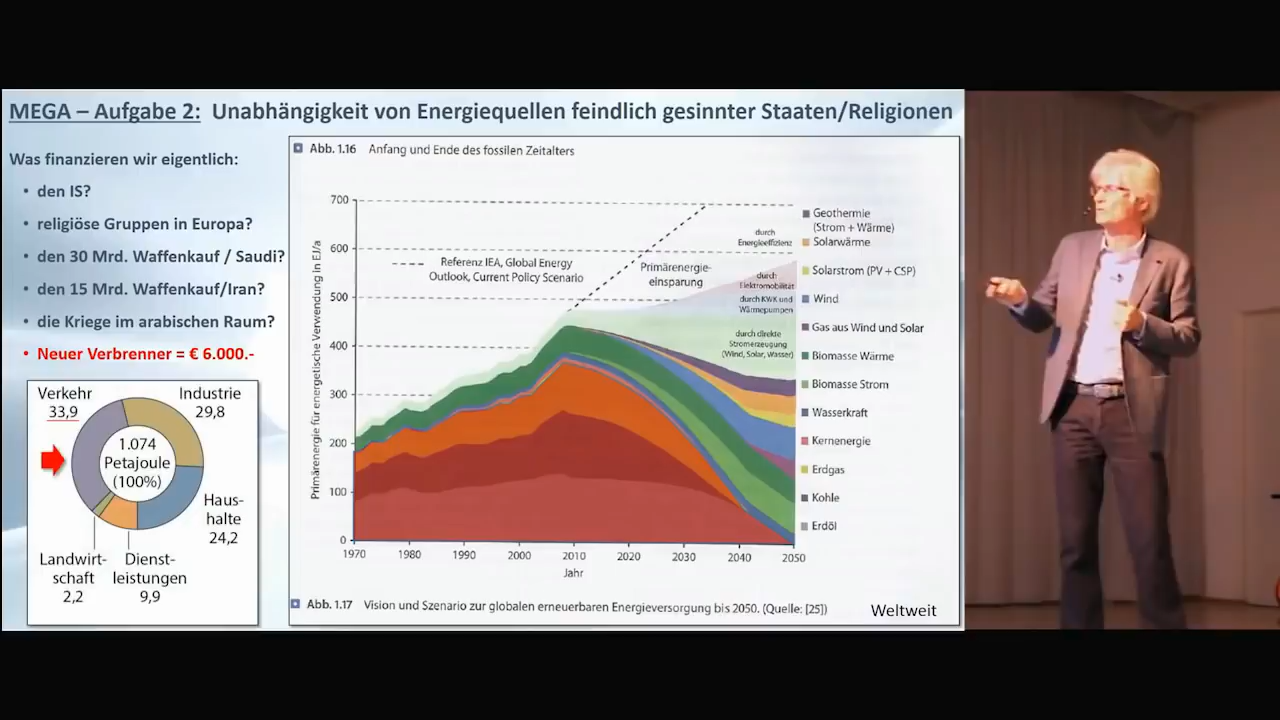 MEGA – Aufgabe 2: Unabhängigkeit von Energiequellen feindlich gesinnter Staaten/Religionen
Was finanzieren wir eigentlich:
• den IS?
• religiöse Gruppen in Europa?
• den 30 Mrd. Waffenkauf / Saudi?
• den 15 Mrd. Waffenkauf/Iran?
• die Kriege im arabischen Raum?
• Neuer Verbrenner = € 6.000.-
Verkehr
33,9
Industrie
29,8
1.074
Petajoule
(100%)
Haus-
halte
24,2
Landwirt-
schaft
2,2
Dienst-
leistungen
9,9
Abb. 1.16 Anfang und Ende des fossilen Zeitalters
Primärenergie für energetische Verwendung in EJ/a
700
600
500
400
300
200
100
0
Referenz IEA, Global Energy
Outlook, Current Policy Scenario
Primärenergie-
einsparung
durch
Energieeffizienz
durch
Elektromobilität
durch KWK und
Wärmepumpen
durch direkte
Stromerzeugung
(Wind, Solar, Wasser)
1970
1980
1990
2000
2010
2020
2030
2040
2050
Jahr
Geothermie
(Strom + Wärme)
Solarwärme
Solarstrom (PV + CSP)
Wind
Gas aus Wind und Solar
Biomasse Wärme
Biomasse Strom
Wasserkraft
Kernenergie
Erdgas
Kohle
Erdöl
Abb. 1.17 Vision und Szenario zur globalen erneuerbaren Energieversorgung bis 2050. (Quelle: [25])
Weltweit